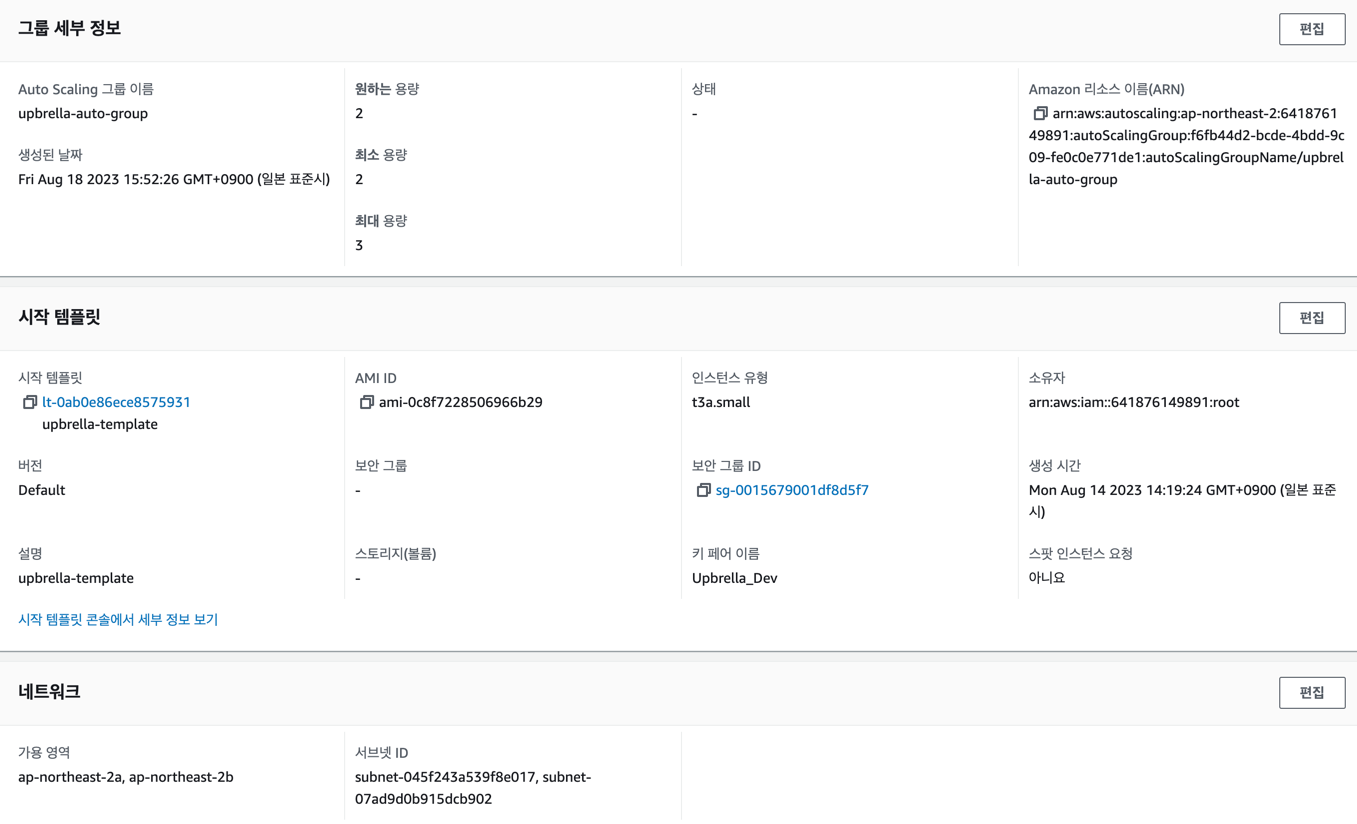 그룹 세부 정보
편집
Auto Scaling 그룹 이름
upbrella-auto-group
생성된 날짜
Fri Aug 18 2023 15:52:26 GMT+0900 (일본 표준시)
원하는 용량
2
최소 용량
2
최대 용량
3
상태
-
Amazon 리소스 이름(ARN)
arn:aws:autoscaling:ap-northeast-2:6418761
49891:autoScalingGroup:f6fb44d2-bcde-4bdd-9c
09-fe0c0e771de1:autoScalingGroupName/upbrel
la-auto-group
시작 템플릿
편집
시작 템플릿
lt-0ab0e86ece8575931
upbrella-template
AMI ID
ami-0c8f7228506966b29
인스턴스 유형
t3a.small
소유자
arn:aws:iam::641876149891:root
버전
Default
보안 그룹
-
보안 그룹 ID
sg-0015679001df8d5f7
생성 시간
Mon Aug 14 2023 14:19:24 GMT+0900 (일본 표준
시)
설명
upbrella-template
스토리지(볼륨)
-
키 페어 이름
Upbrella_Dev
스팟 인스턴스 요청
아니요
시작 템플릿 콘솔에서 세부 정보 보기
네트워크
편집
가용 영역
ap-northeast-2a, ap-northeast-2b
서브넷 ID
subnet-045f243a539f8e017, subnet-
07ad9d0b915dcb902